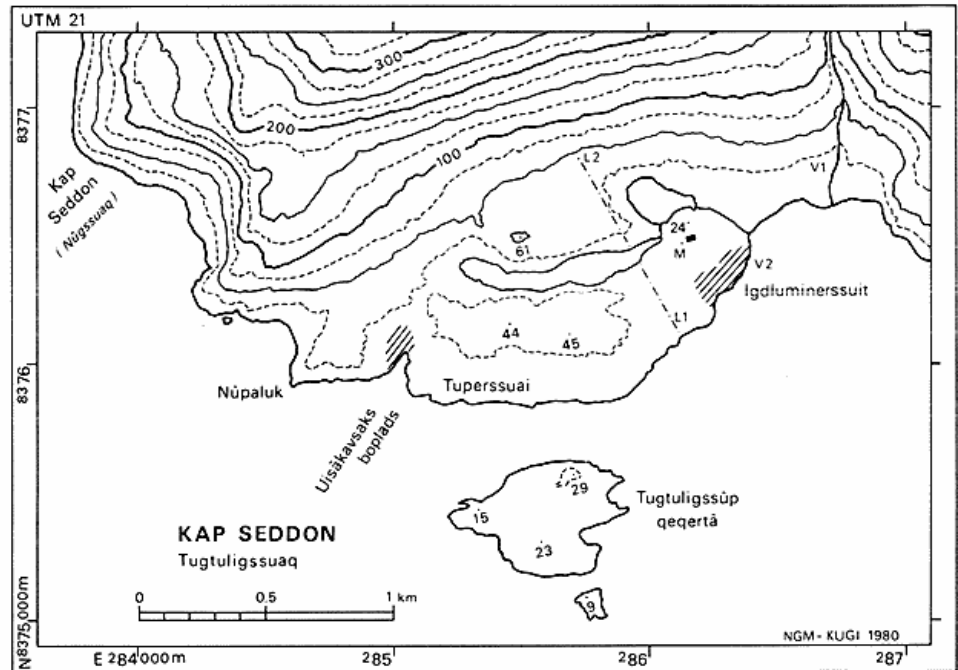 UTM 21
8377
8376
N8375,000m
E 284000m
285
286
287
300
200
100
Kap
Seddon
(Nûgssuaq)
L2
V1
24
M
61
V2
Igdluminerssuit
L1
44
45
Nûpaluk
Tuperssuai
Uisâkavsaks
boplads
Tugtuligssûp
qeqertâ
29
15
23
9
KAP SEDDON
Tugtuligssuaq
0 0.5 1 km
NGM - KUGI 1980